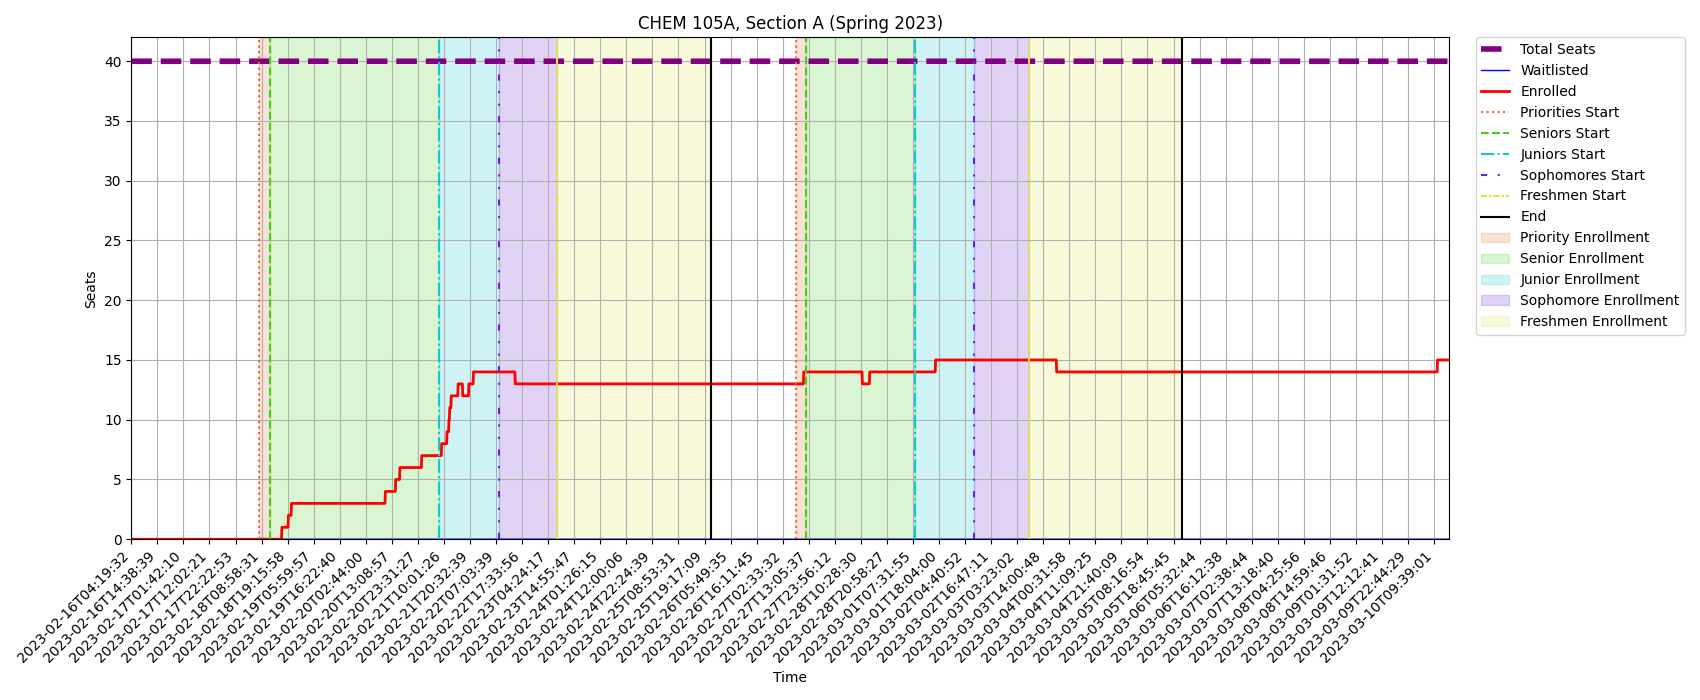 CHEM 105A, Section A (Spring 2023)
Seats
40
35
30
25
20
15
10
5
0
2023-02-16T04:19:32
2023-02-16T14:38:39
2023-02-17T01:42:10
2023-02-17T12:02:21
2023-02-17T22:22:53
2023-02-18T08:58:31
2023-02-18T19:15:58
2023-02-19T05:59:57
2023-02-19T16:22:40
2023-02-20T02:44:00
2023-02-20T13:08:57
2023-02-20T23:31:27
2023-02-21T10:01:26
2023-02-21T20:32:39
2023-02-22T07:03:39
2023-02-22T17:33:56
2023-02-23T04:24:17
2023-02-23T14:55:47
2023-02-24T01:26:15
2023-02-24T12:00:06
2023-02-24T22:24:39
2023-02-25T08:53:31
2023-02-25T19:17:09
2023-02-26T05:49:35
2023-02-26T16:11:45
2023-02-27T02:33:32
2023-02-27T13:05:37
2023-02-27T23:56:12
2023-02-28T10:28:30
2023-02-28T20:58:27
2023-03-01T07:31:55
2023-03-01T18:04:00
2023-03-02T04:40:52
2023-03-02T16:47:11
2023-03-03T03:23:02
2023-03-03T14:00:48
2023-03-04T00:31:58
2023-03-04T11:09:25
2023-03-04T21:40:09
2023-03-05T08:16:54
2023-03-05T18:45:45
2023-03-06T05:32:44
2023-03-06T16:12:38
2023-03-07T02:38:44
2023-03-07T13:18:40
2023-03-08T04:25:56
2023-03-08T14:59:46
2023-03-09T01:31:52
2023-03-09T12:12:41
2023-03-09T22:44:29
2023-03-10T09:39:01
Time
Total Seats
Waitlisted
Enrolled
Priorities Start
Seniors Start
Juniors Start
Sophomores Start
Freshmen Start
End
Priority Enrollment
Senior Enrollment
Junior Enrollment
Sophomore Enrollment
Freshmen Enrollment